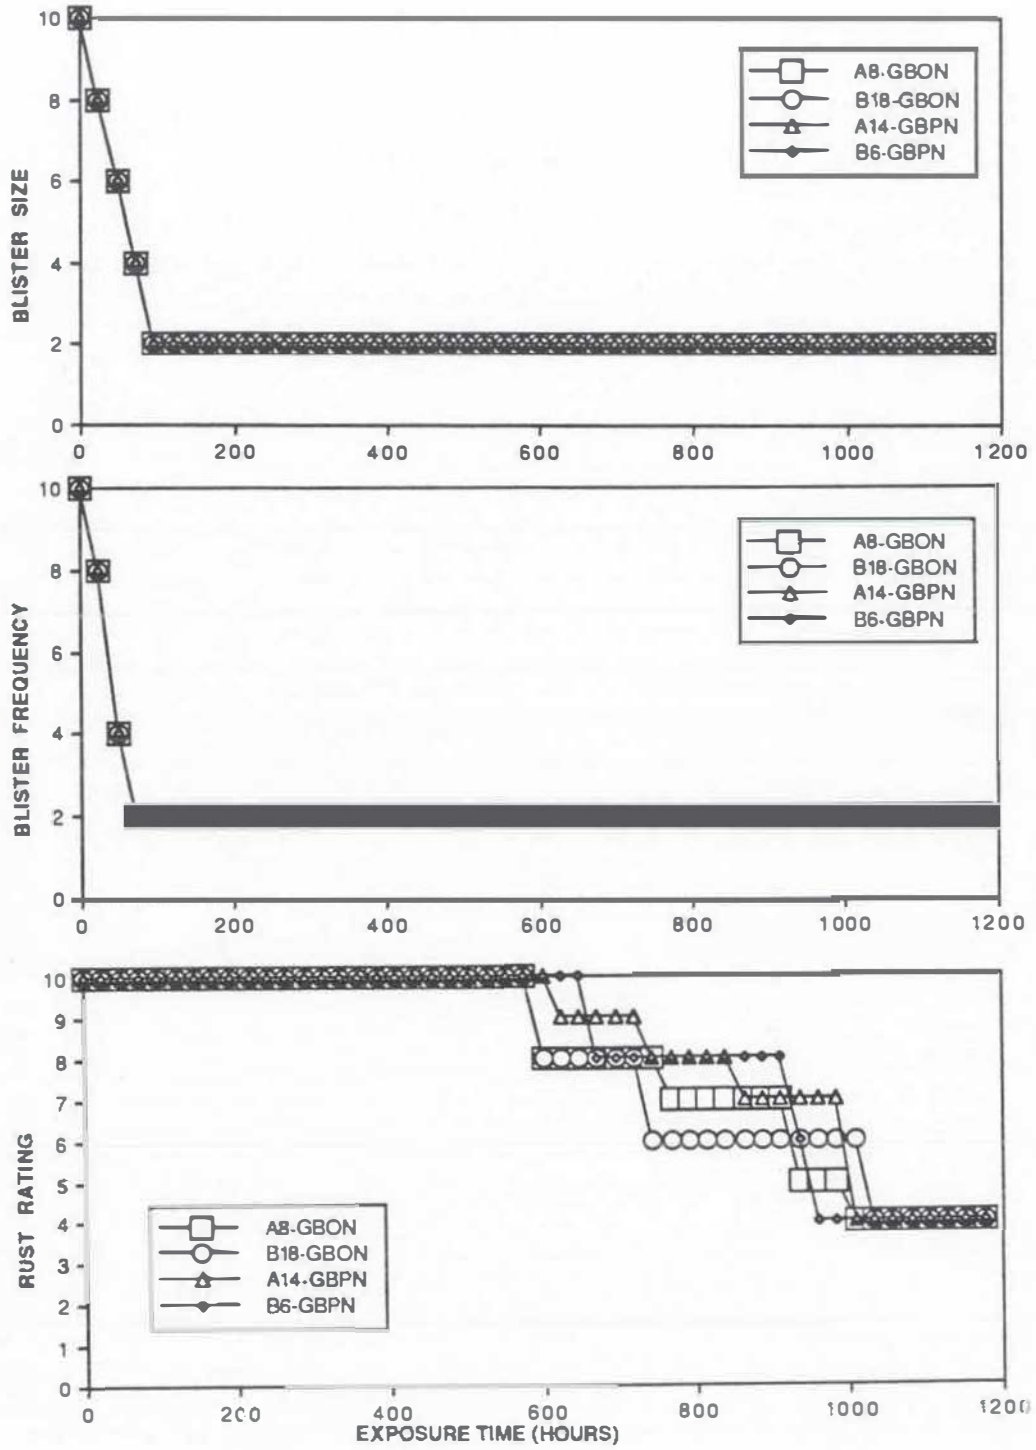 10
8
6
4
2
0
BLISTER SIZE
A8-GBON
B18-GBON
A14-GBPN
B6-GBPN
0 200 400 600 800 1000 1200
10
8
6
4
2
0
BLISTER FREQUENCY
A8-GBON
B18-GBON
A14-GBPN
B6-GBPN
0 200 400 600 800 1000 1200
10
9
8
7
6
5
4
3
2
1
0
RUST RATING
A8-GBON
B18-GBON
A14-GBPN
B6-GBPN
0 200 400 600 800 1000 1200
EXPOSURE TIME (HOURS)